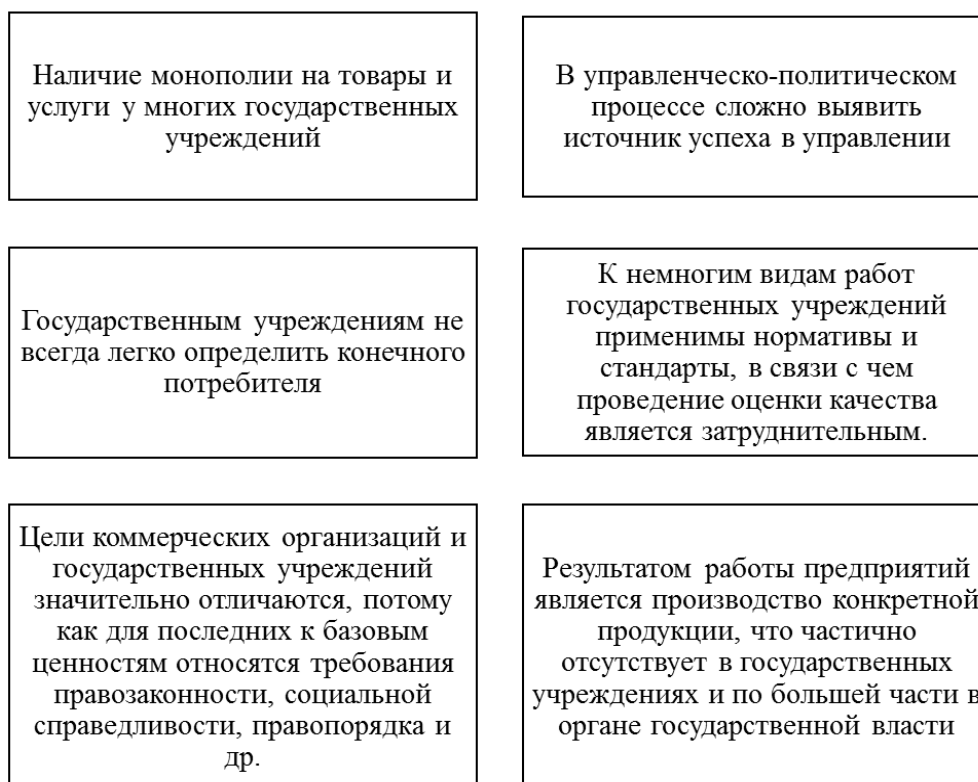 Наличие монополии на товары и
услуги у многих государственных
учреждений
В управленческо-политическом
процессе сложно выявить
источник успеха в управлении
Государственным учреждениям не
всегда легко определить конечного
потребителя
К немногим видам работ
государственных учреждений
применимы нормативы и
стандарты, в связи с чем
проведение оценки качества
является затруднительным.
Цели коммерческих организаций и
государственных учреждений
значительно отличаются, потому
как для последних к базовым
ценностям относятся требования
правозаконности, социальной
справедливости, правопорядка и
др.
Результатом работы предприятий
является производство конкретной
продукции, что частично
отсутствует в государственных
учреждениях и по большей части в
органе государственной власти